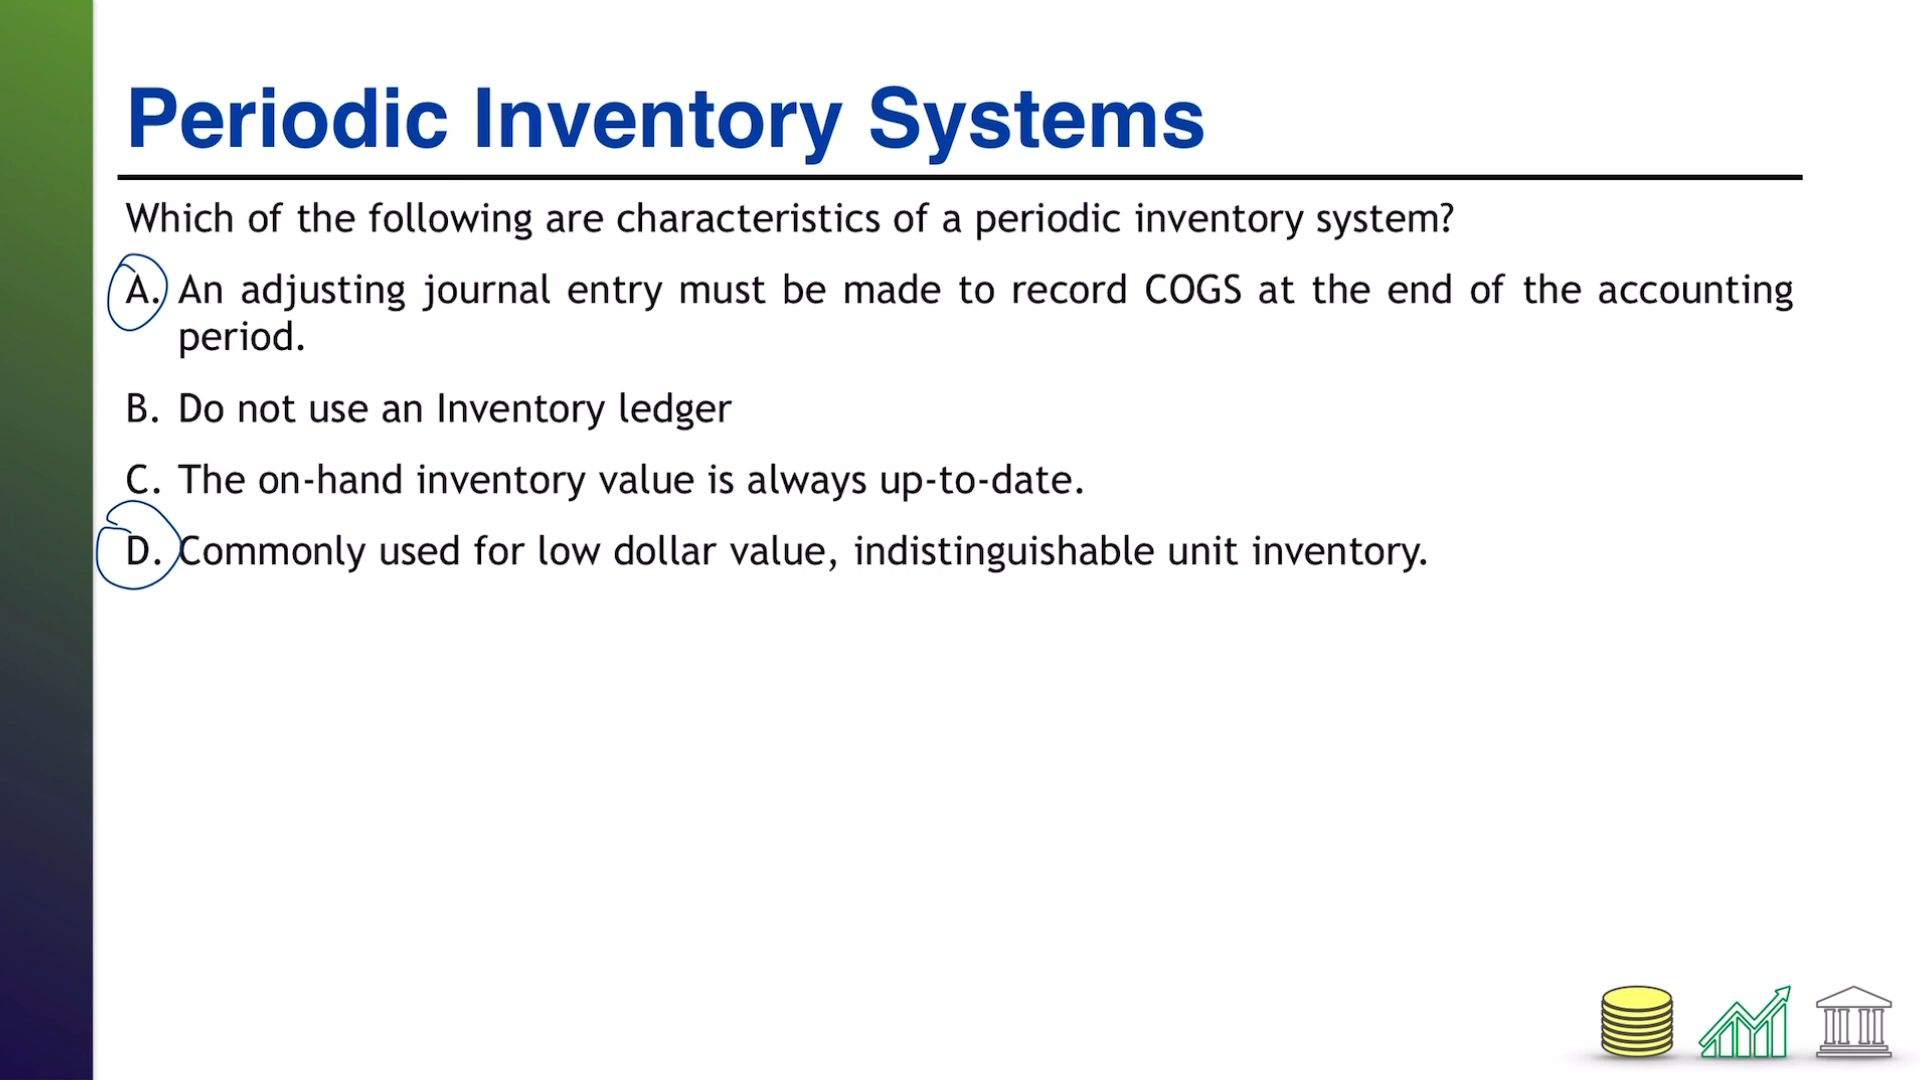 Periodic Inventory Systems
Which of the following are characteristics of a periodic inventory system?
A. An adjusting journal entry must be made to record COGS at the end of the accounting
period.
B. Do not use an Inventory ledger
C. The on-hand inventory value is always up-to-date.
D. Commonly used for low dollar value, indistinguishable unit inventory.